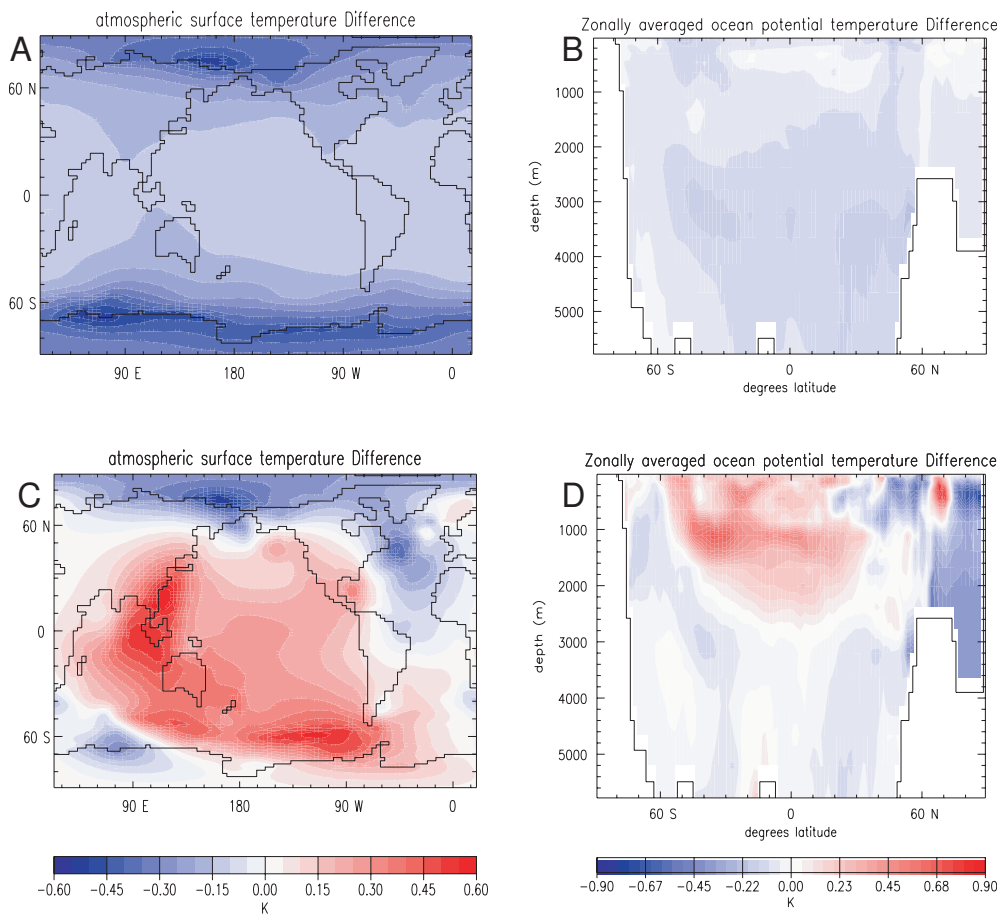 atmospheric surface temperature Difference
A
60 N
0
60 S
90 E 180 90 W 0
Zonally averaged ocean potential temperature Difference
B
1000
2000
3000
4000
5000
depth (m)
60 S 0 60 N
degrees latitude
atmospheric surface temperature Difference
C
60 N
0
60 S
90 E 180 90 W 0
Zonally averaged ocean potential temperature Difference
D
1000
2000
3000
4000
5000
depth (m)
60 S 0 60 N
degrees latitude
−0.60 −0.45 −0.30 −0.15 0.00 0.15 0.30 0.45 0.60
K
−0.90 −0.67 −0.45 −0.22 0.00 0.23 0.45 0.68 0.90
K